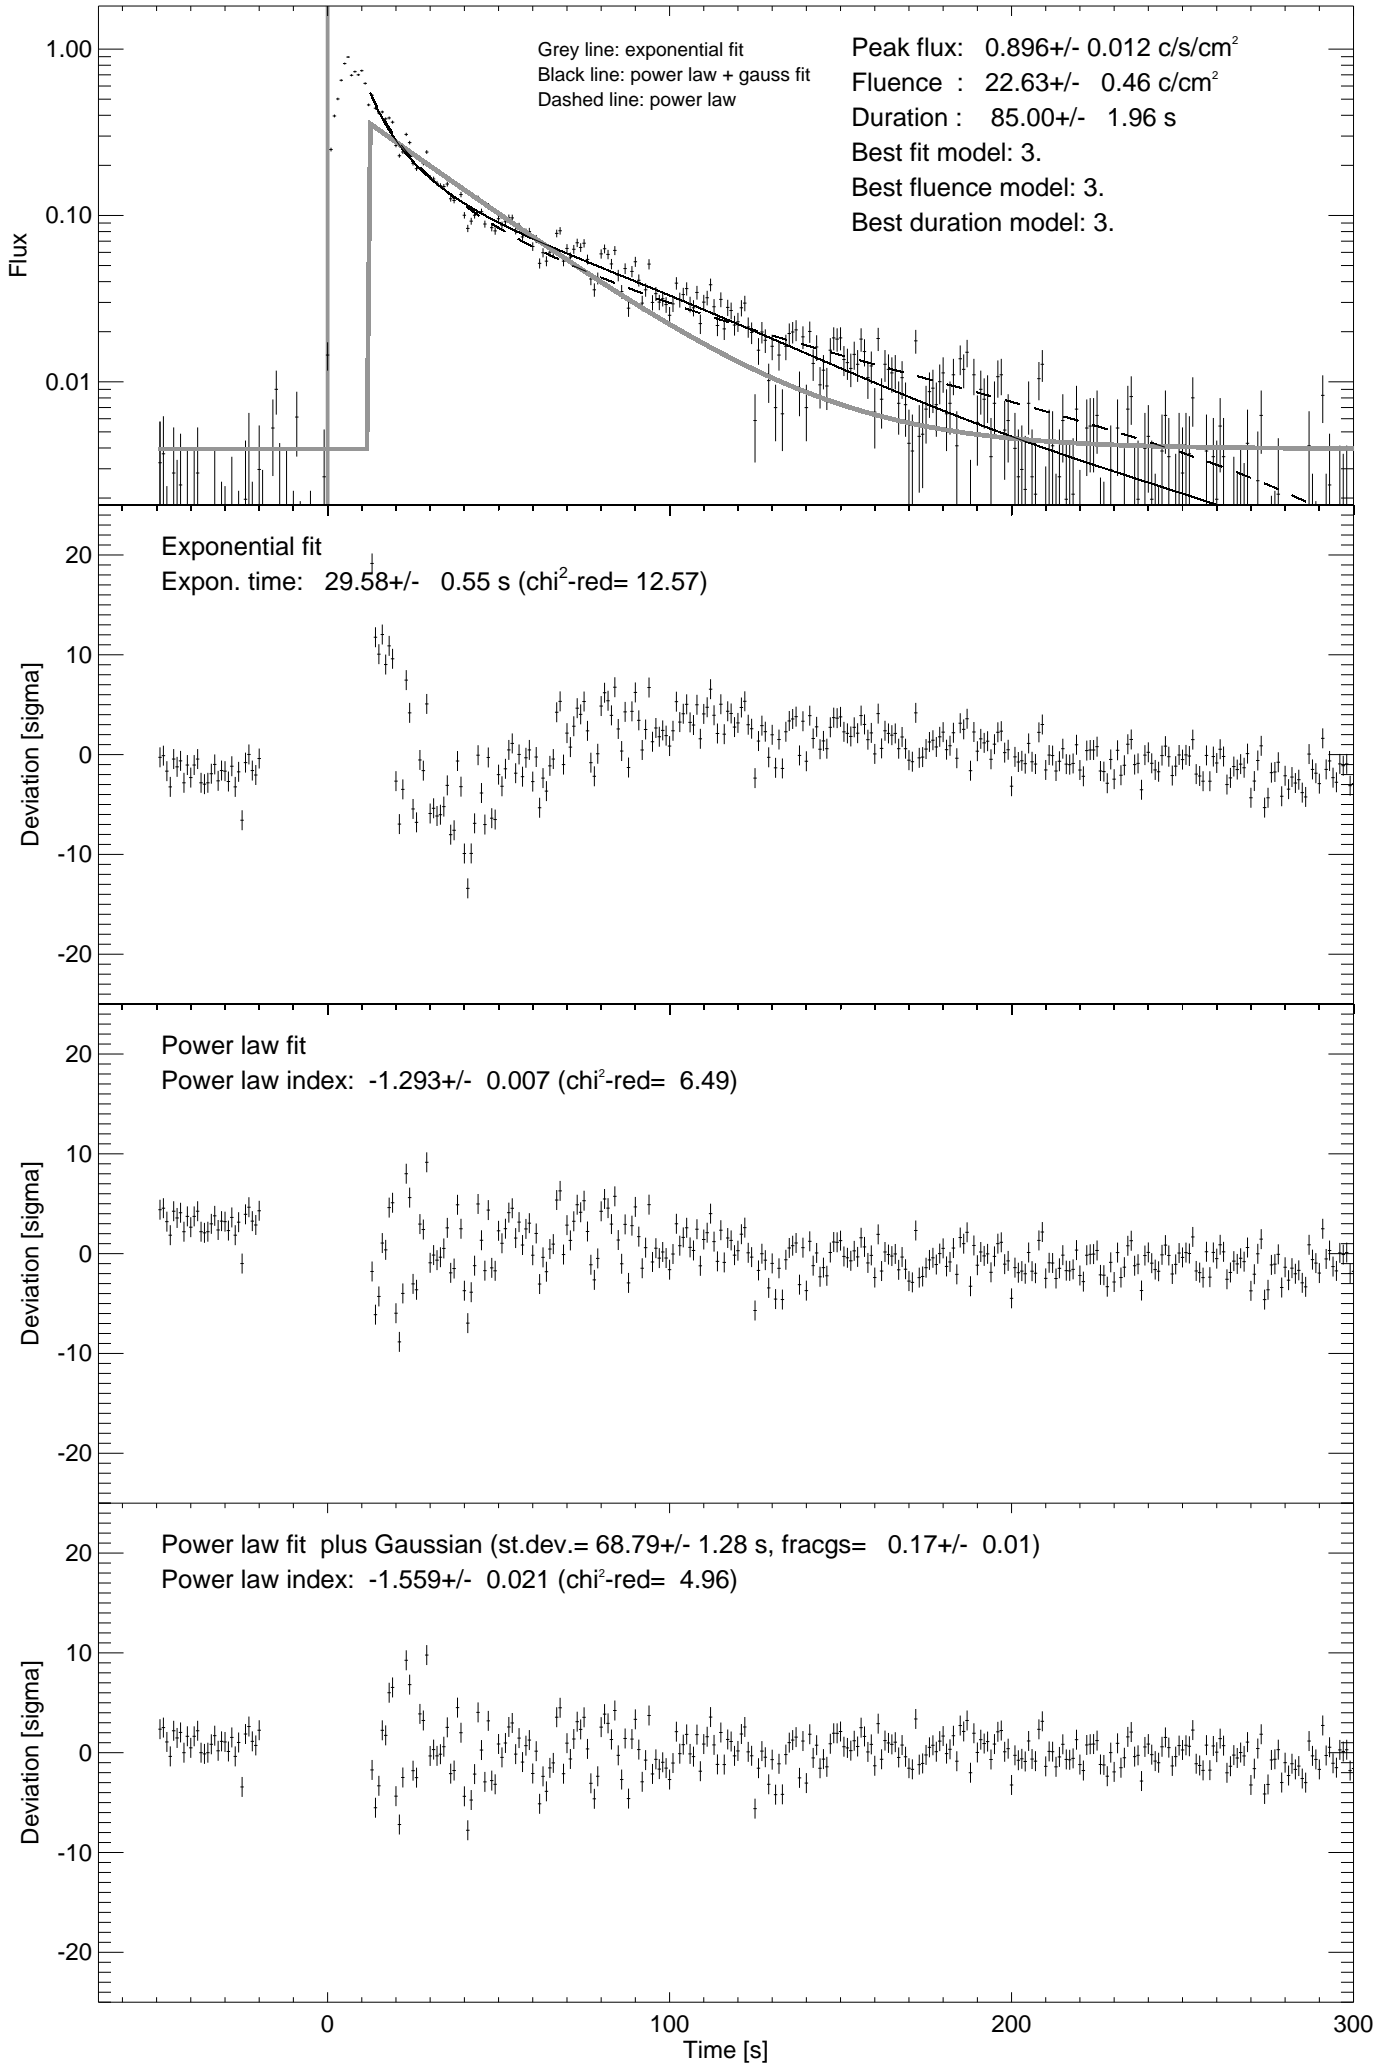 Grey line: exponential fit
Black line: power law + gauss fit
Dashed line: power law
Peak flux: 0.896+/- 0.012 c/s/cm²
Fluence : 22.63+/- 0.46 c/cm²
Duration : 85.00+/- 1.96 s
Best fit model: 3.
Best fluence model: 3.
Best duration model: 3.
1.00
0.10
0.01
Flux
Exponential fit
Expon. time: 29.58+/- 0.55 s (chi²-red= 12.57)
20
10
0
-10
-20
Deviation [sigma]
Power law fit
Power law index: -1.293+/- 0.007 (chi²-red= 6.49)
20
10
0
-10
-20
Deviation [sigma]
Power law fit plus Gaussian (st.dev.= 68.79+/- 1.28 s, fracgs= 0.17+/- 0.01)
Power law index: -1.559+/- 0.021 (chi²-red= 4.96)
20
10
0
-10
-20
Deviation [sigma]
0 100 200 300
Time [s]